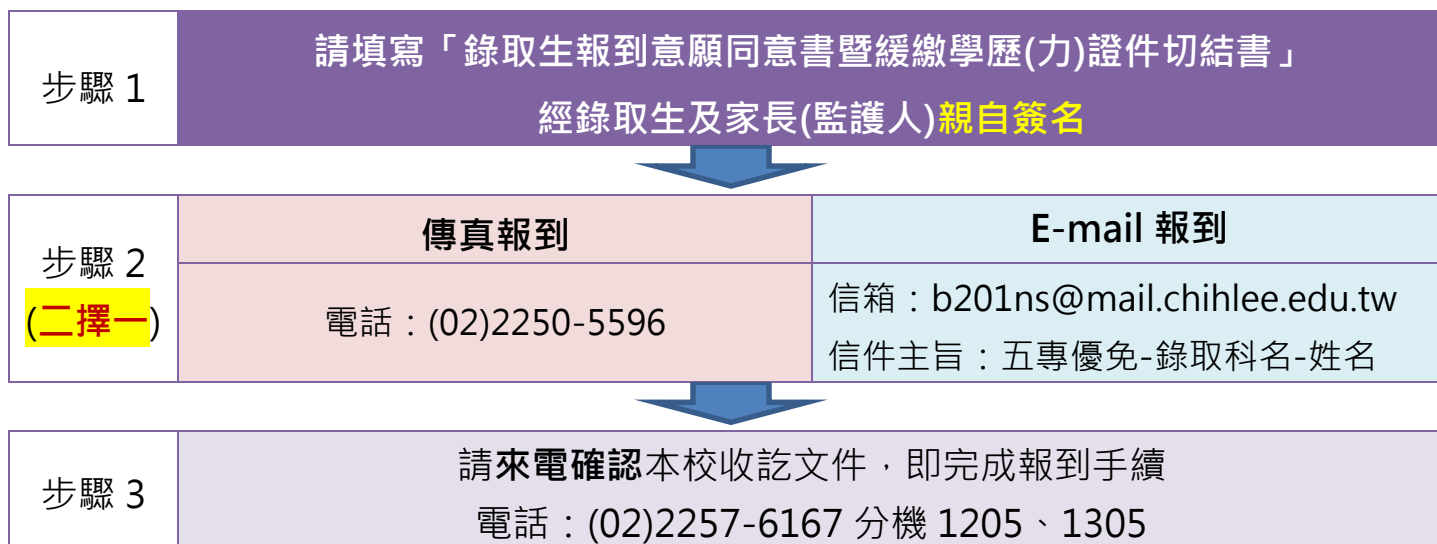 步驟 1
請填寫「錄取生報到意願同意書暨緩繳學歷(力)證件切結書」
經錄取生及家長(監護人)親自簽名
步驟 2
(二擇一)
傳真報到
電話：(02)2250-5596
E-mail 報到
信箱：b201ns@mail.chihlee.edu.tw
信件主旨：五專優免-錄取科名-姓名
步驟 3
請來電確認本校收訖文件，即完成報到手續
電話：(02)2257-6167 分機 1205、1305